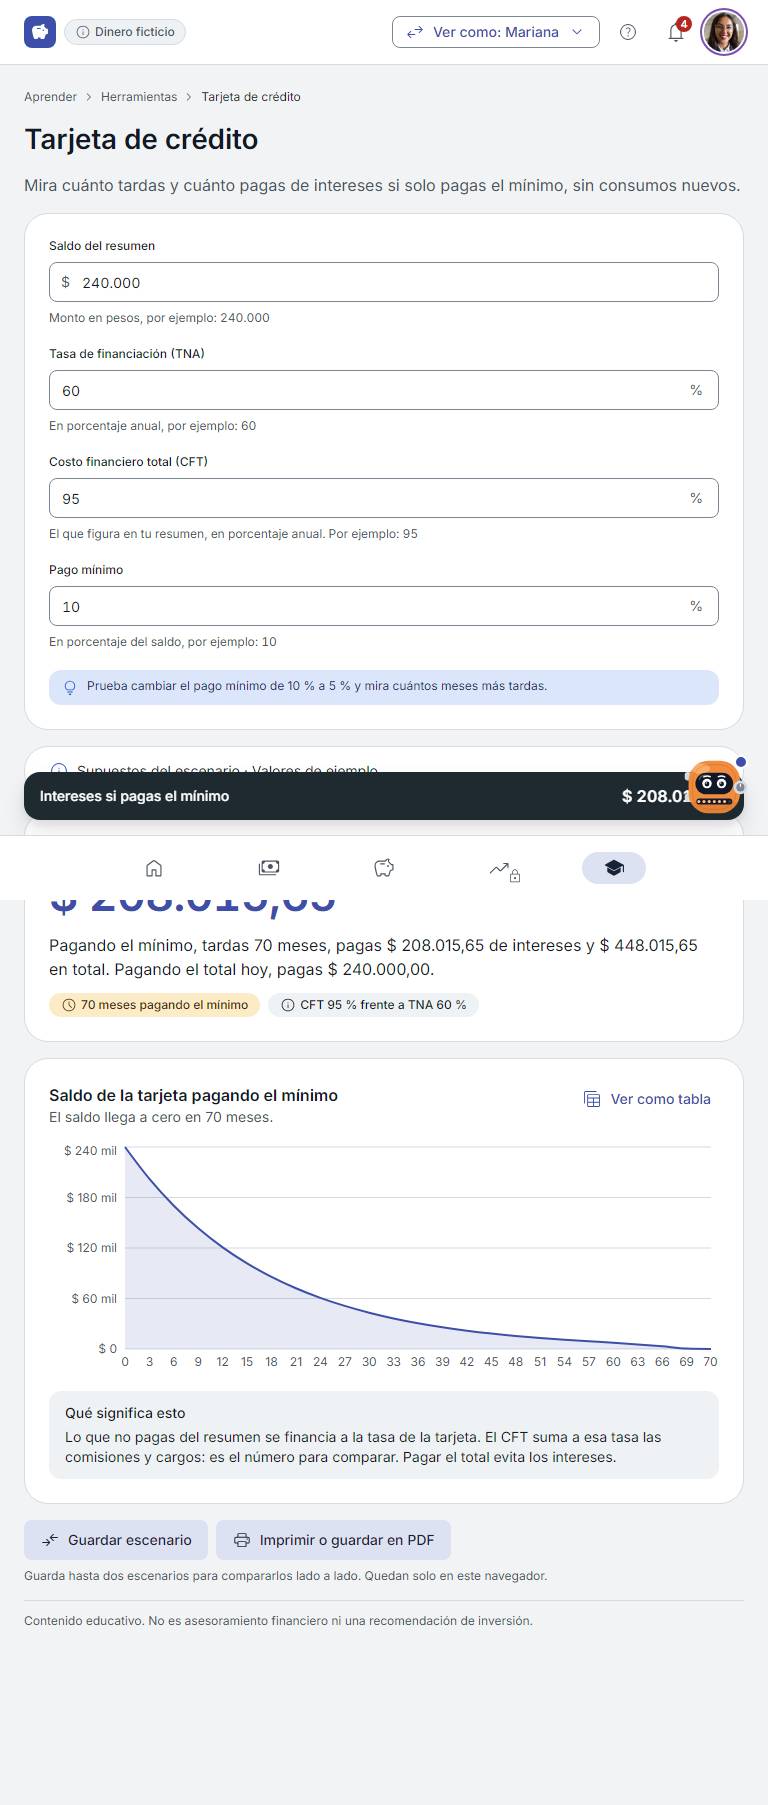 Dinero ficticio
Ver como: Mariana
4
Aprender
Herramientas
Tarjeta de crédito
Tarjeta de crédito
Mira cuánto tardas y cuánto pagas de intereses si solo pagas el mínimo, sin consumos nuevos.
Saldo del resumen
$ 240.000
Monto en pesos, por ejemplo: 240.000
Tasa de financiación (TNA)
60 %
En porcentaje anual, por ejemplo: 60
Costo financiero total (CFT)
95 %
El que figura en tu resumen, en porcentaje anual. Por ejemplo: 95
Pago mínimo
10 %
En porcentaje del saldo, por ejemplo: 10
Prueba cambiar el pago mínimo de 10 % a 5 % y mira cuántos meses más tardas.
Supuestos del escenario · Valores de ejemplo
Intereses si pagas el mínimo
$ 208.01
$ 208.015,65
Pagando el mínimo, tardas 70 meses, pagas $ 208.015,65 de intereses y $ 448.015,65
en total. Pagando el total hoy, pagas $ 240.000,00.
70 meses pagando el mínimo
CFT 95 % frente a TNA 60 %
Saldo de la tarjeta pagando el mínimo
Ver como tabla
El saldo llega a cero en 70 meses.
$ 240 mil
$ 180 mil
$ 120 mil
$ 60 mil
$ 0
0 3 6 9 12 15 18 21 24 27 30 33 36 39 42 45 48 51 54 57 60 63 66 69 70
Qué significa esto
Lo que no pagas del resumen se financia a la tasa de la tarjeta. El CFT suma a esa tasa las
comisiones y cargos: es el número para comparar. Pagar el total evita los intereses.
Guardar escenario
Imprimir o guardar en PDF
Guarda hasta dos escenarios para compararlos lado a lado. Quedan solo en este navegador.
Contenido educativo. No es asesoramiento financiero ni una recomendación de inversión.